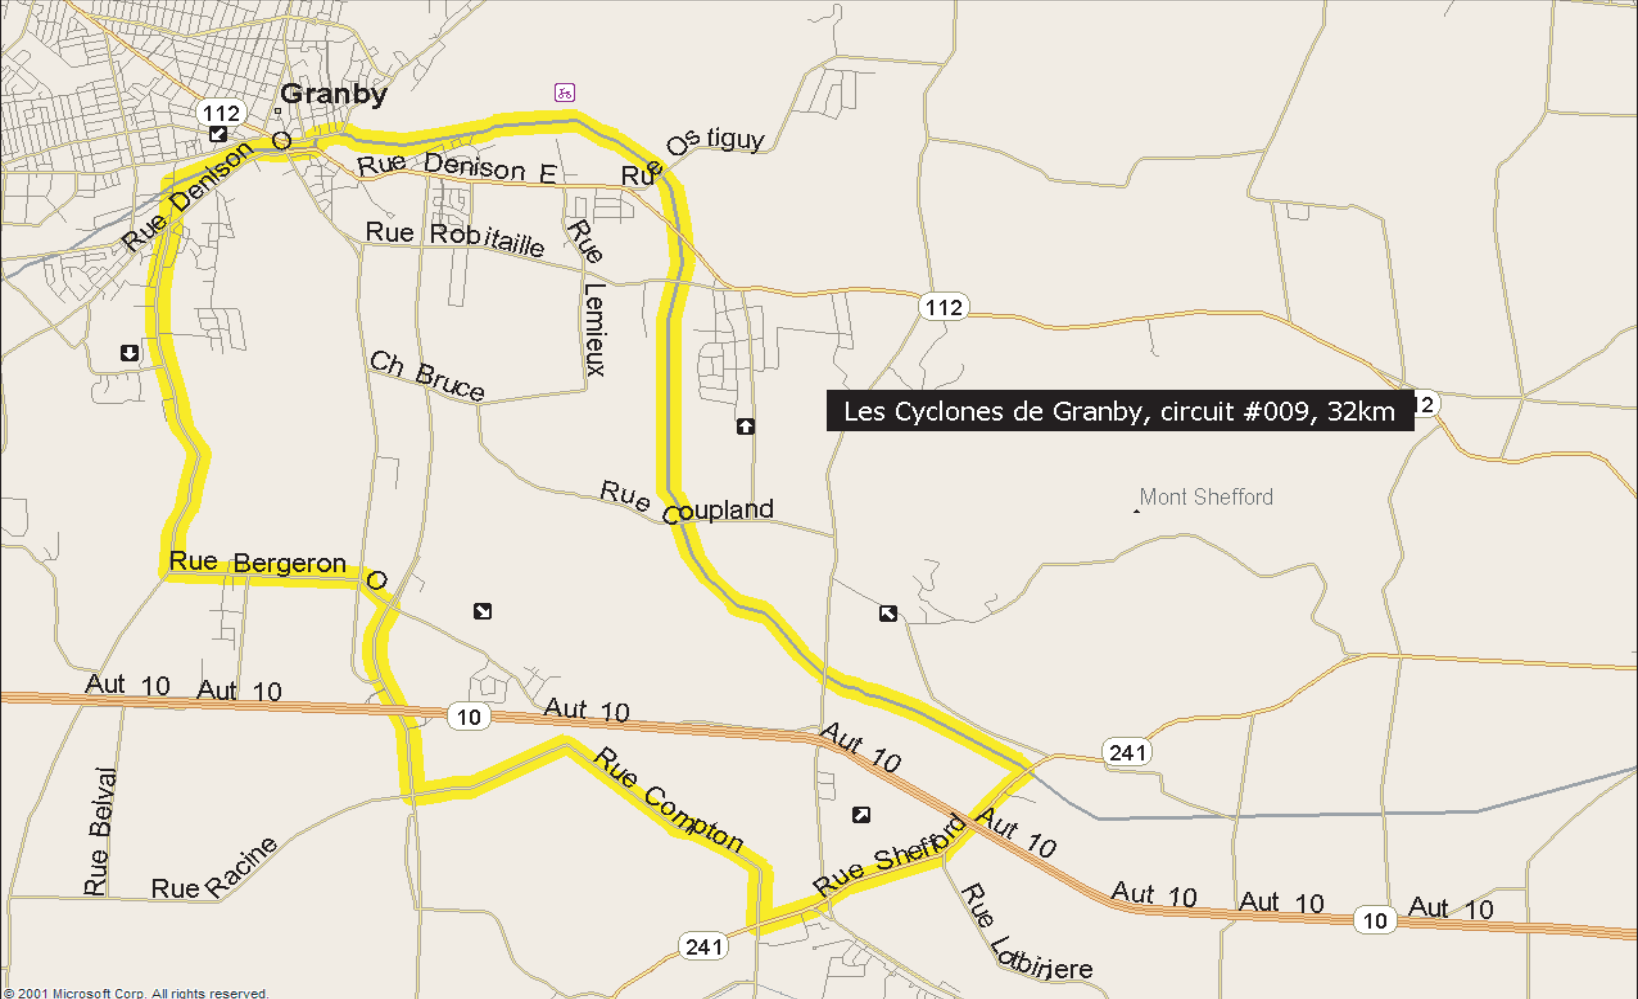 Granby
112
Rue Denison
Rue Denison E
Rue Ostiguy
Rue Robitaille
Rue Lemieux
112
Ch Bruce
Les Cyclones de Granby, circuit #009, 32km
12
Mont Shefford
Rue Coupland
Rue Bergeron
Aut 10
Aut 10
10
Aut 10
Aut 10
241
Rue Compton
Rue Belval
Rue Racine
Rue Shefford
Aut 10
Aut 10
Aut 10
10
Aut 10
241
Rue Lotbiniere
© 2001 Microsoft Corp. All rights reserved.